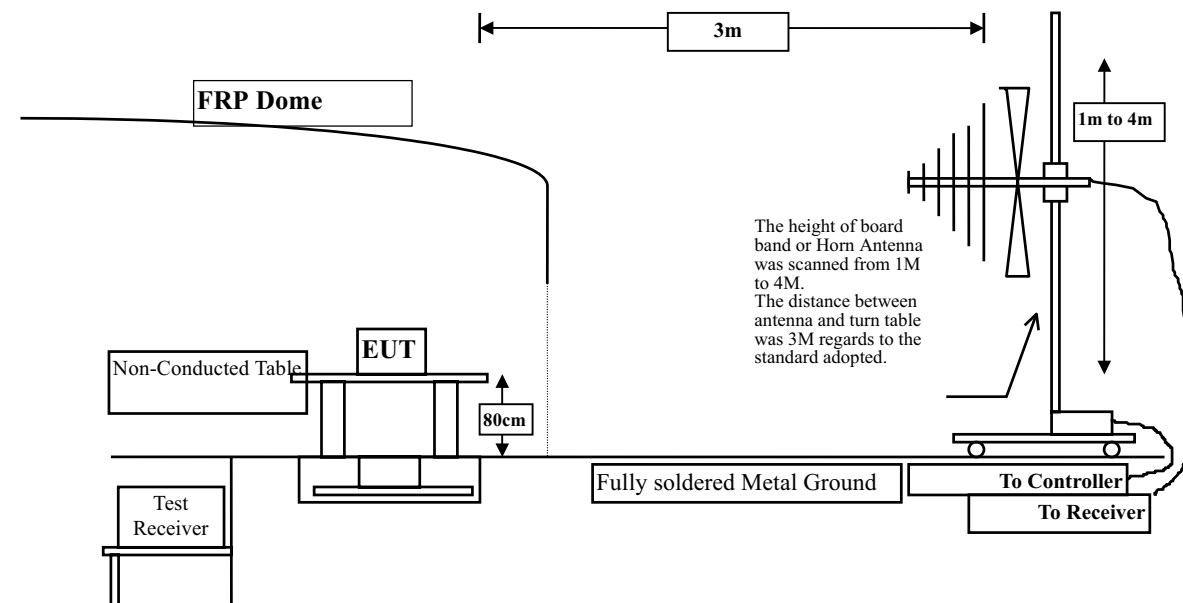 3m
FRP Dome
1m to 4m
The height of board
band or Horn Antenna
was scanned from 1M
to 4M.
The distance between
antenna and turn table
was 3M regards to the
standard adopted.
EUT
Non-Conducted Table
80cm
Fully soldered Metal Ground
To Controller
To Receiver
Test
Receiver